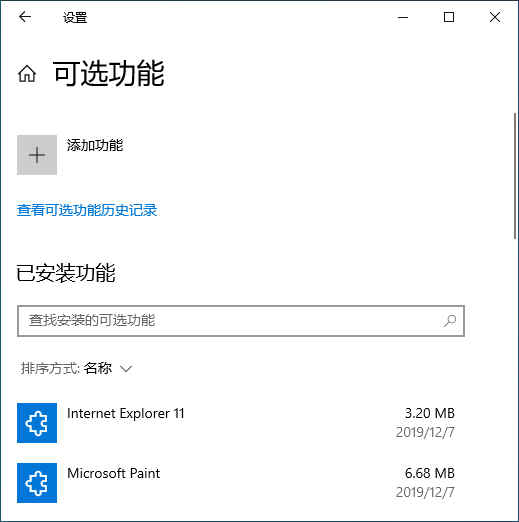 设置
可选功能
添加功能
查看可选功能历史记录
已安装功能
查找安装的可选功能
排序方式: 名称
Internet Explorer 11 3.20 MB
2019/12/7
Microsoft Paint 6.68 MB
2019/12/7